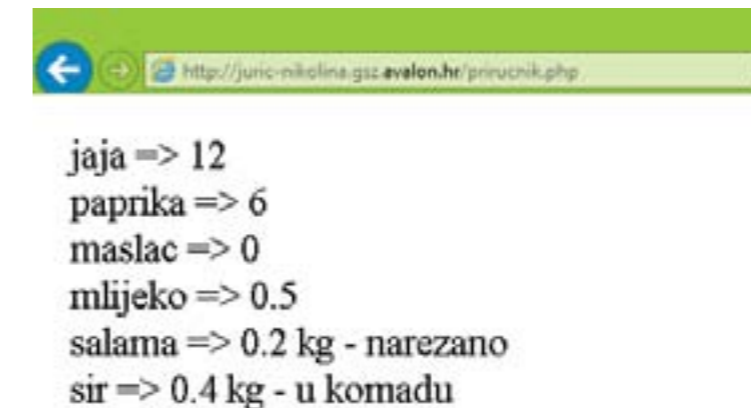 http://juric-nikolina.gsz.avalon.hr/prirucnik.php
jaja => 12
paprika => 6
maslac => 0
mlijeko => 0.5
salama => 0.2 kg - narezano
sir => 0.4 kg - u komadu